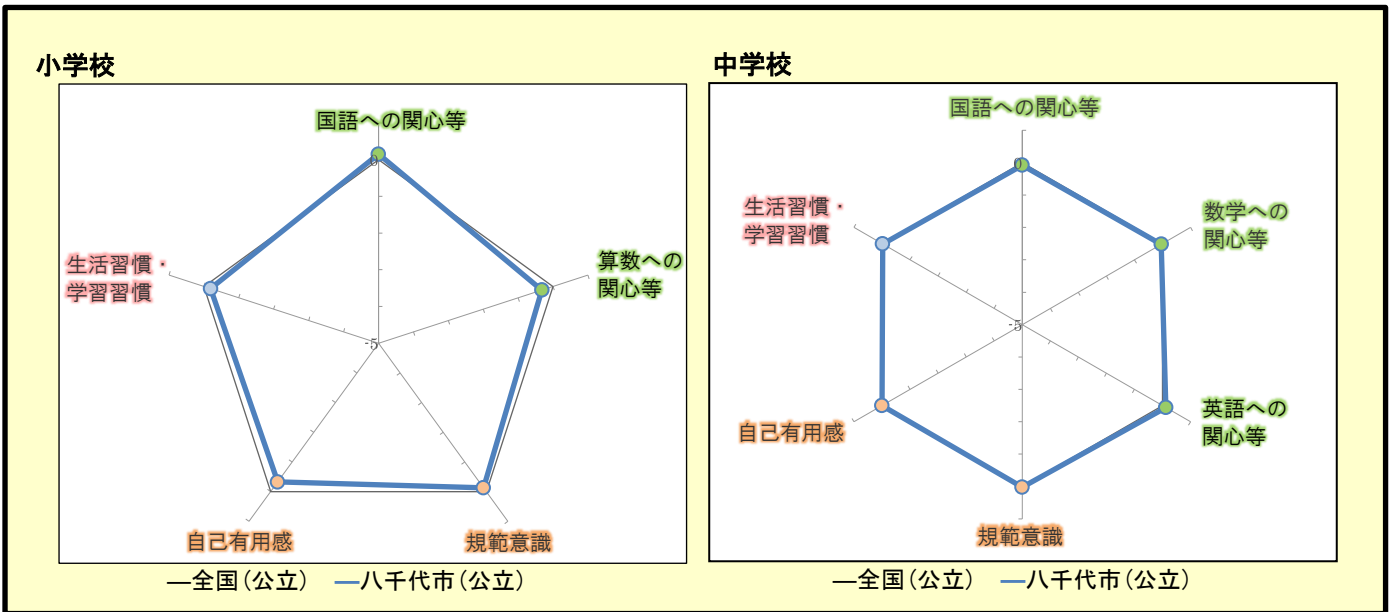 小学校
国語への関心等
0
生活習慣・
学習習慣
算数への
関心等
-5
自己有用感
規範意識
―全国(公立) ―八千代市(公立)
中学校
国語への関心等
0
生活習慣・
学習習慣
数学への
関心等
-5
自己有用感
英語への
関心等
規範意識
―全国(公立) ―八千代市(公立)